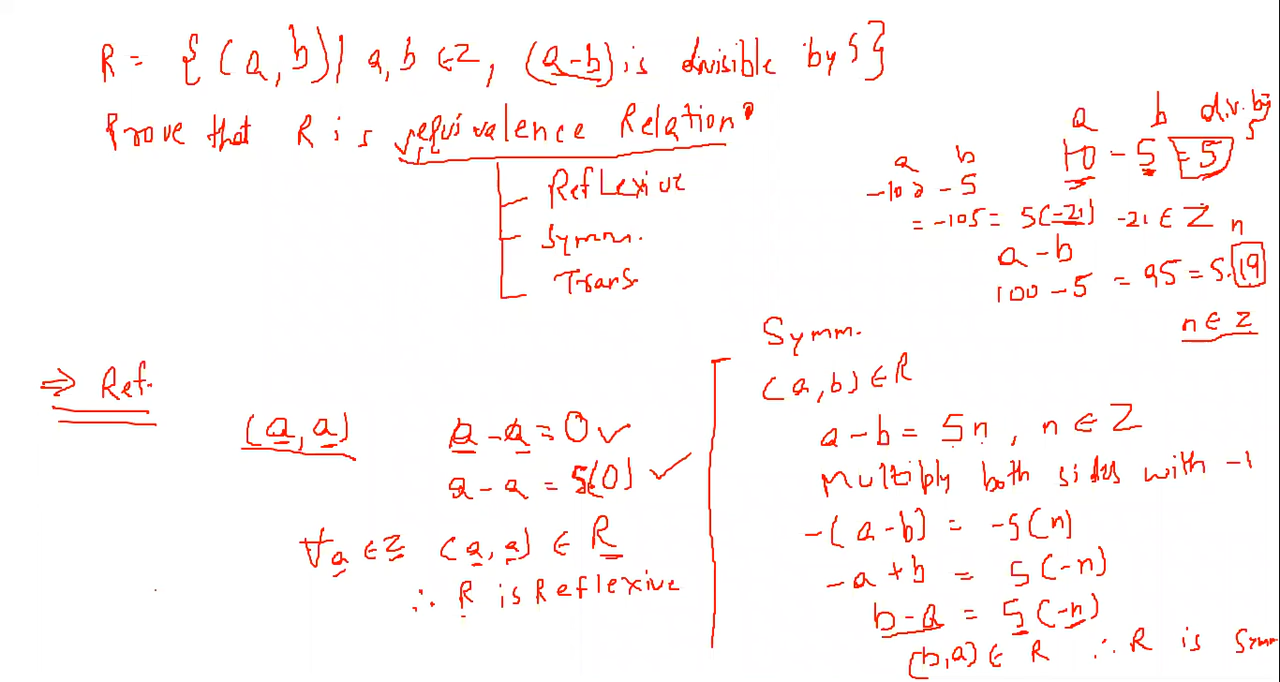 R = { (a, b) | a, b ∈ Z, (a-b) is divisible by 5 }
Prove that R is equivalence Relation.
Reflexive
Symm.
Trans.
a b div. by 5
10 - 5 = 5
a b
-100 - 5
= -105 = 5(-21) -21 ∈ Z n
a - b
100 - 5 = 95 = 5.19
n ∈ Z
⇒ Ref.
(a, a) a - a = 0 ✓
a - a = 5(0) ✓
∀a ∈ Z (a, a) ∈ R
∴ R is Reflexive
Symm.
(a, b) ∈ R
a - b = 5n, n ∈ Z
Multiply both sides with -1
-(a - b) = -5(n)
-a + b = 5(-n)
b - a = 5(-n)
(b, a) ∈ R ∴ R is Symm